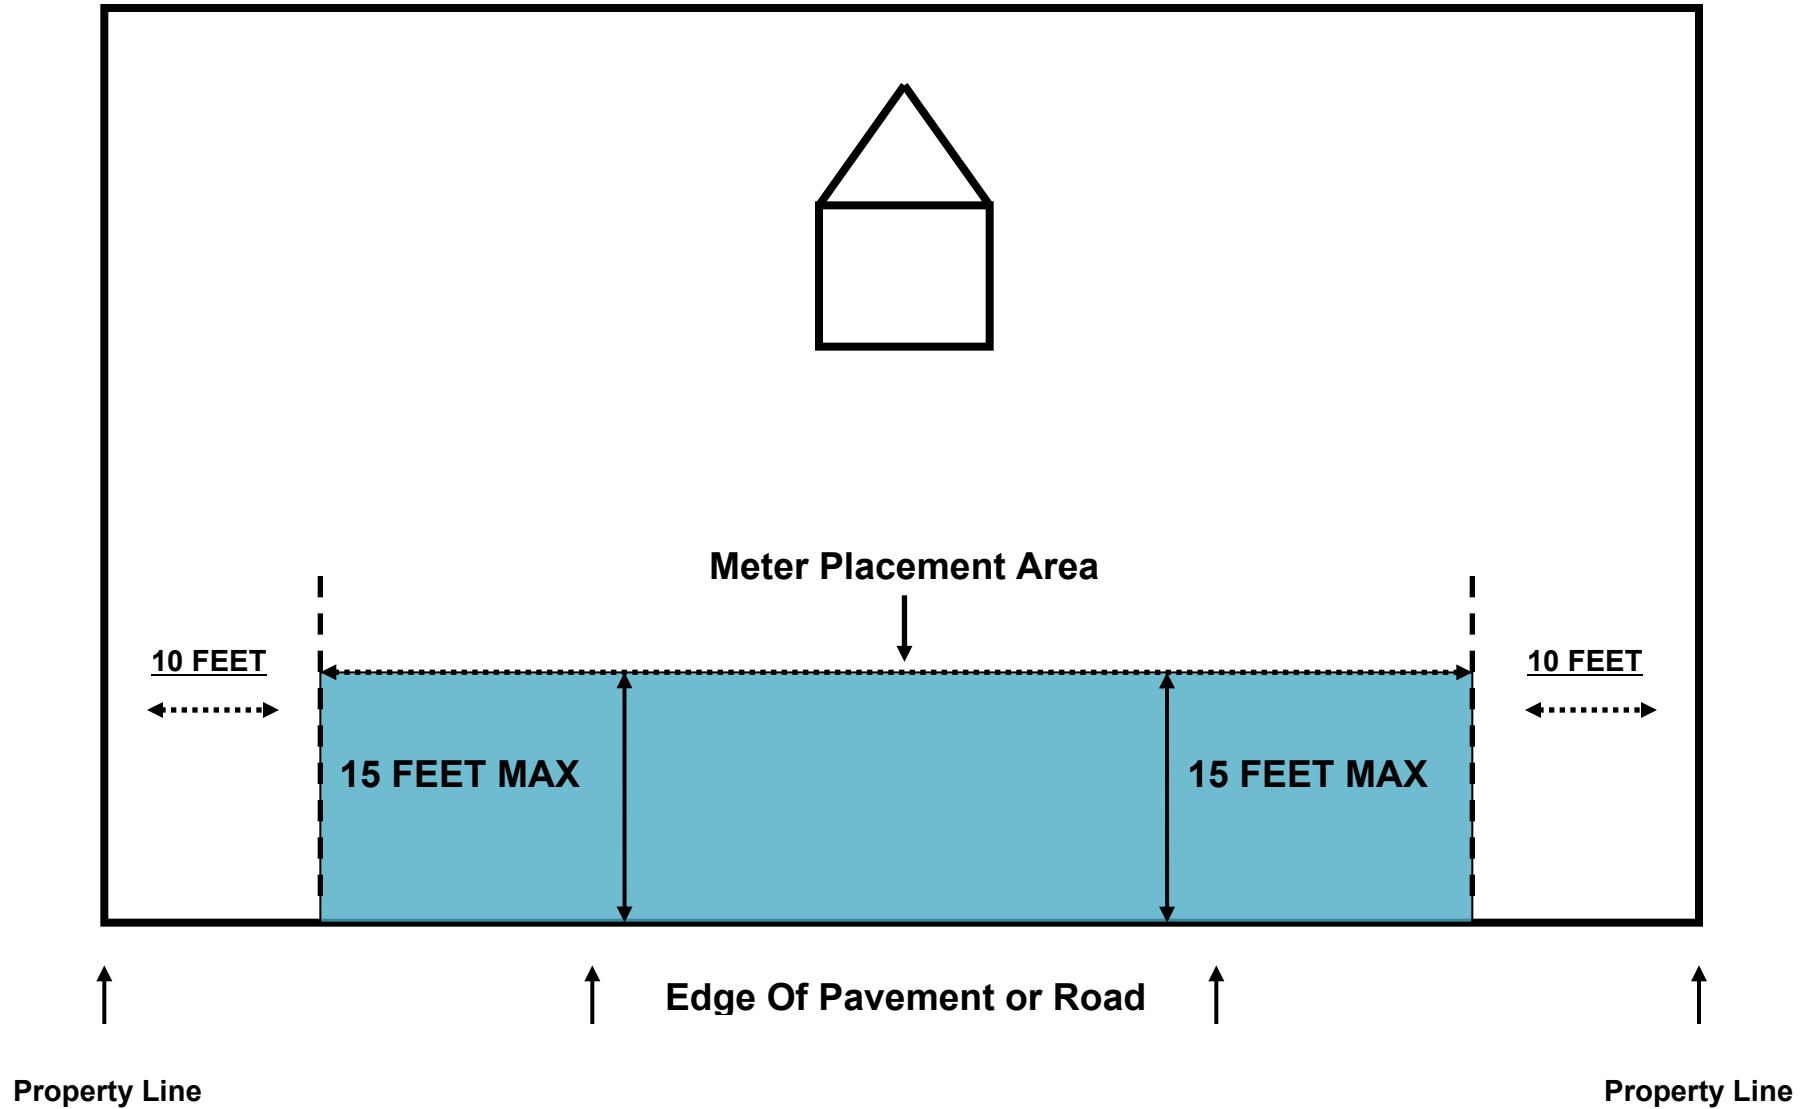 Meter Placement Area
10 FEET
10 FEET
15 FEET MAX
15 FEET MAX
Edge Of Pavement or Road
Property Line
Property Line